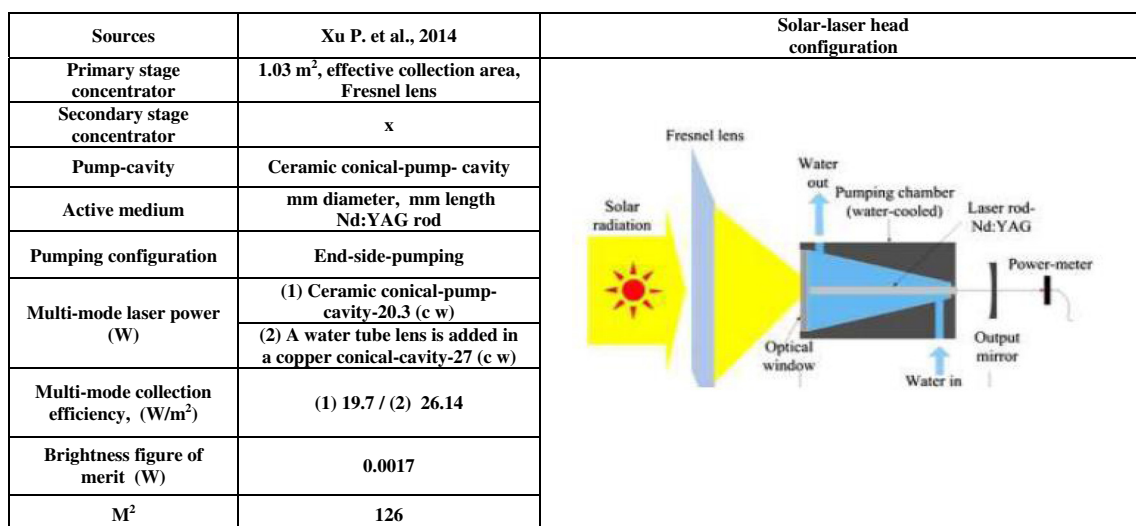 Sources
Xu P. et al., 2014
Solar-laser head
configuration
Primary stage
concentrator
1.03 m², effective collection area,
Fresnel lens
Secondary stage
concentrator
x
Pump-cavity
Ceramic conical-pump- cavity
Active medium
mm diameter, mm length
Nd:YAG rod
Pumping configuration
End-side-pumping
Multi-mode laser power
(W)
(1) Ceramic conical-pump-
cavity-20.3 (c w)
(2) A water tube lens is added in
a copper conical-cavity-27 (c w)
Multi-mode collection
efficiency, (W/m²)
(1) 19.7 / (2) 26.14
Brightness figure of
merit (W)
0.0017
M²
126
Fresnel lens
Solar
radiation
Water
out
Pumping chamber
(water-cooled)
Laser rod-
Nd:YAG
Power-meter
Optical
window
Output
mirror
Water in